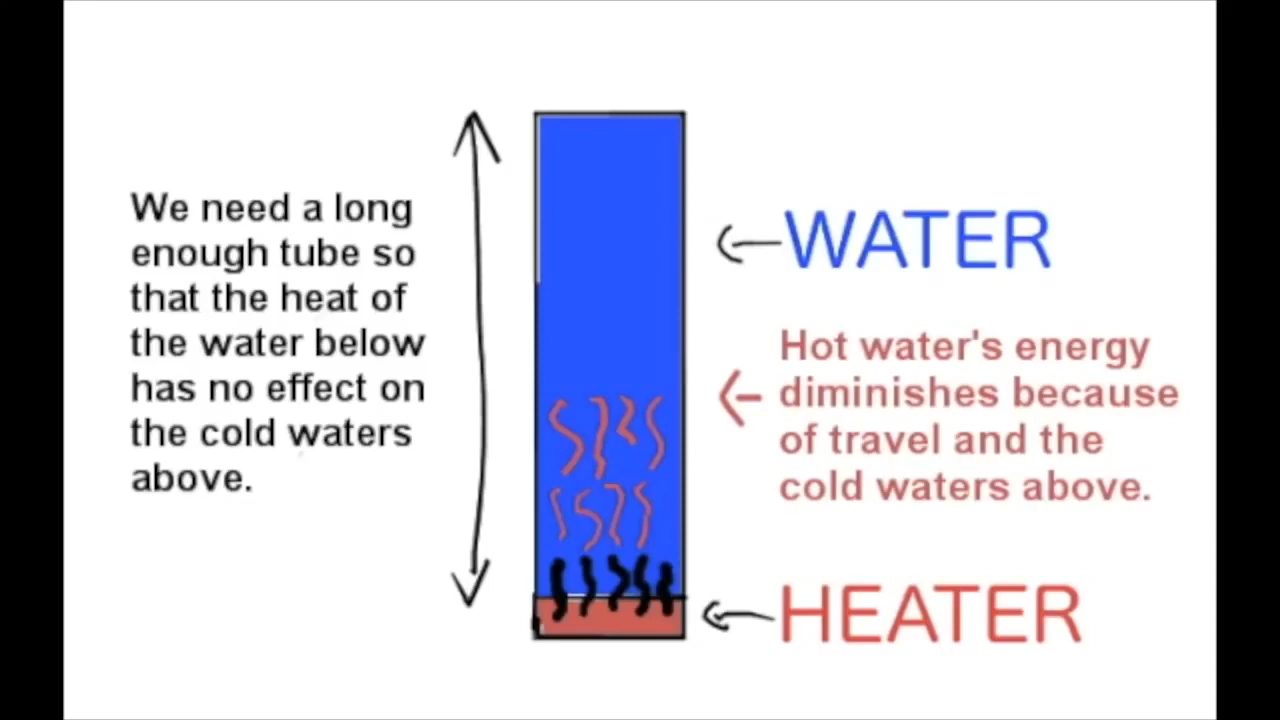 We need a long
enough tube so
that the heat of
the water below
has no effect on
the cold waters
above.
WATER
Hot water's energy
diminishes because
of travel and the
cold waters above.
HEATER